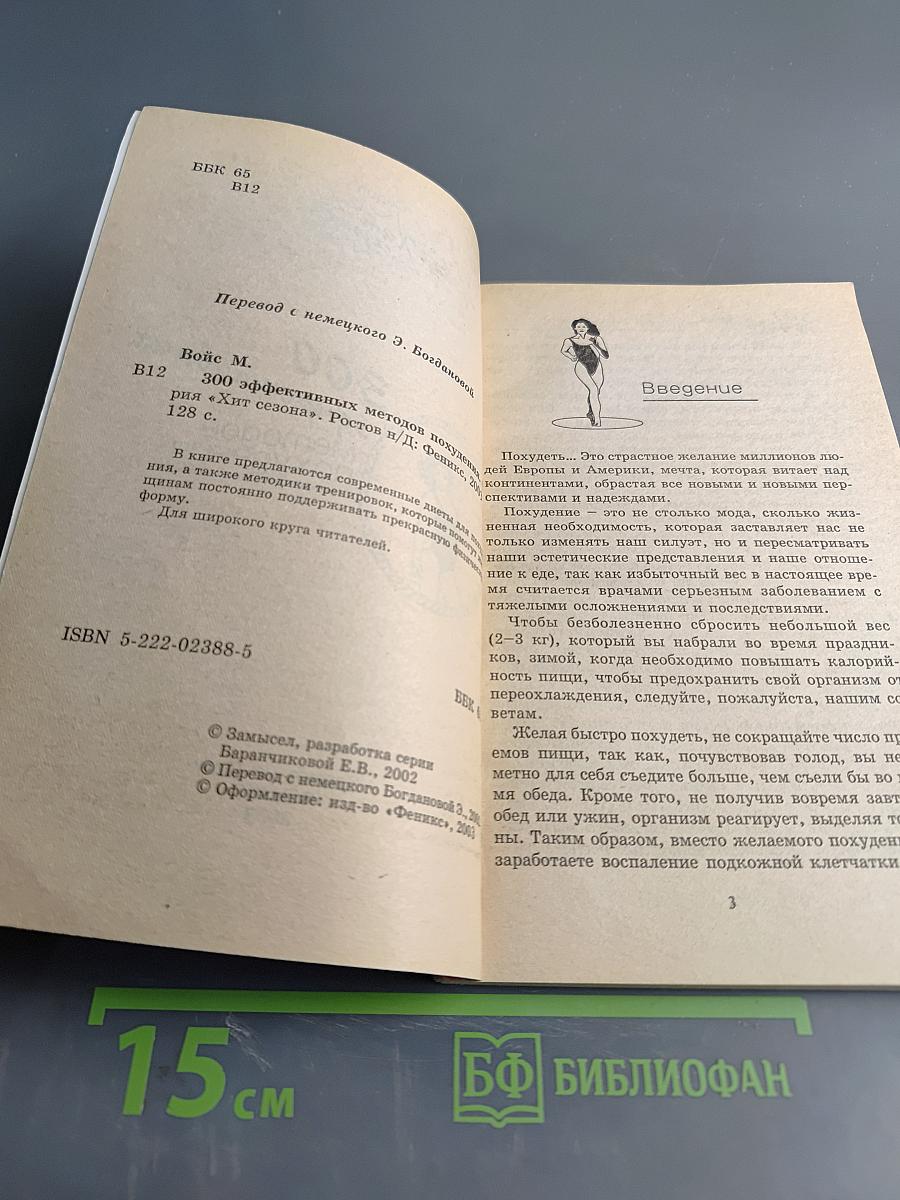 ББК 65
В12
Перевод с немецкого Э. Богдановой
Войс М.
В12 300 эффективных методов похудения
рия «Хит сезона». Ростов н/Д: Феникс,
128 с.
В книге предлагаются современные диеты для
ния, а также методики тренировок, которые помогут
щинам постоянно поддерживать прекрасную
форму.
Для широкого круга читателей.
ISBN 5-222-02388-5
ББК
© Замысел, разработка серии
Баранчиковой Е.В., 2002
© Перевод с немецкого Богдановой Э.,
© Оформление: изд-во «Феникс», 2003
Введение
Похудеть... Это страстное желание миллионов лю-
дей Европы и Америки, мечта, которая витает над
континентами, обрастая все новыми и новыми пер-
спективами и надеждами.
Похудение – это не столько мода, сколько жиз-
ненная необходимость, которая заставляет нас не
только изменять наш силуэт, но и пересматривать
наши эстетические представления и наше отноше-
ние к еде, так как избыточный вес в настоящее вре-
мя считается врачами серьезным заболеванием с
тяжелыми осложнениями и последствиями.
Чтобы безболезненно сбросить небольшой вес
(2–3 кг), который вы набрали во время праздни-
ков, зимой, когда необходимо повышать калорий-
ность пищи, чтобы предохранить свой организм от
переохлаждения, следуйте, пожалуйста, нашим со
ветам.
Желая быстро похудеть, не сокращайте число пр
емов пищи, так как, почувствовав голод, вы не
метно для себя съедите больше, чем съели бы во
мя обеда. Кроме того, не получив вовремя завт
обед или ужин, организм реагирует, выделяя то
ны. Таким образом, вместо желаемого похудени
заработаете воспаление подкожной клетчатки
3
15 см
БФ БИБЛИОФАН